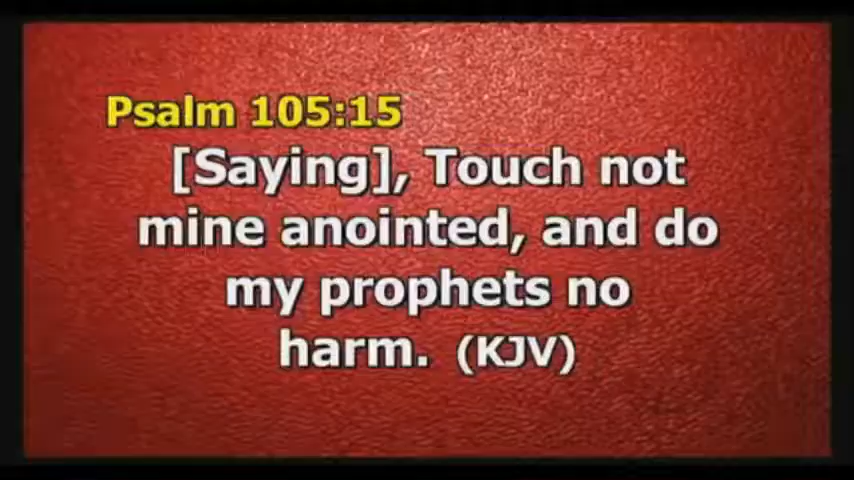 Psalm 105:15
[Saying], Touch not
mine anointed, and do
my prophets no
harm. (KJV)